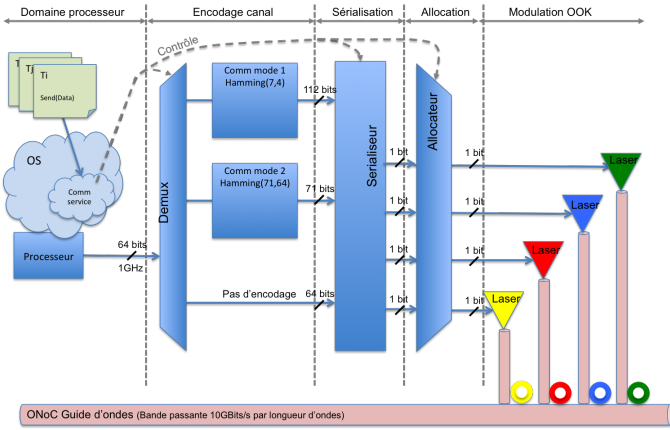 Domaine processeur
Encodage canal
Sérialisation
Allocation
Modulation OOK
Contrôle
Tj
Ti
Send(Data)
OS
Comm
service
Processeur
64 bits
1GHz
Demux
Comm mode 1
Hamming(7,4)
112 bits
Comm mode 2
Hamming(71,64)
71 bits
Pas d'encodage
64 bits
Serialiseur
1 bit
1 bit
1 bit
1 bit
Allocateur
1 bit
1 bit
1 bit
1 bit
Laser
Laser
Laser
Laser
ONoC Guide d'ondes (Bande passante 10GBits/s par longueur d'ondes)